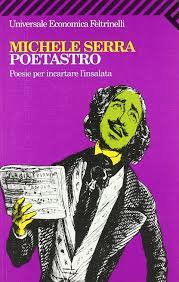 Universale Economica Feltrinelli
MICHELE SERRA
POETASTRO
Poesie per incartare l'insalata